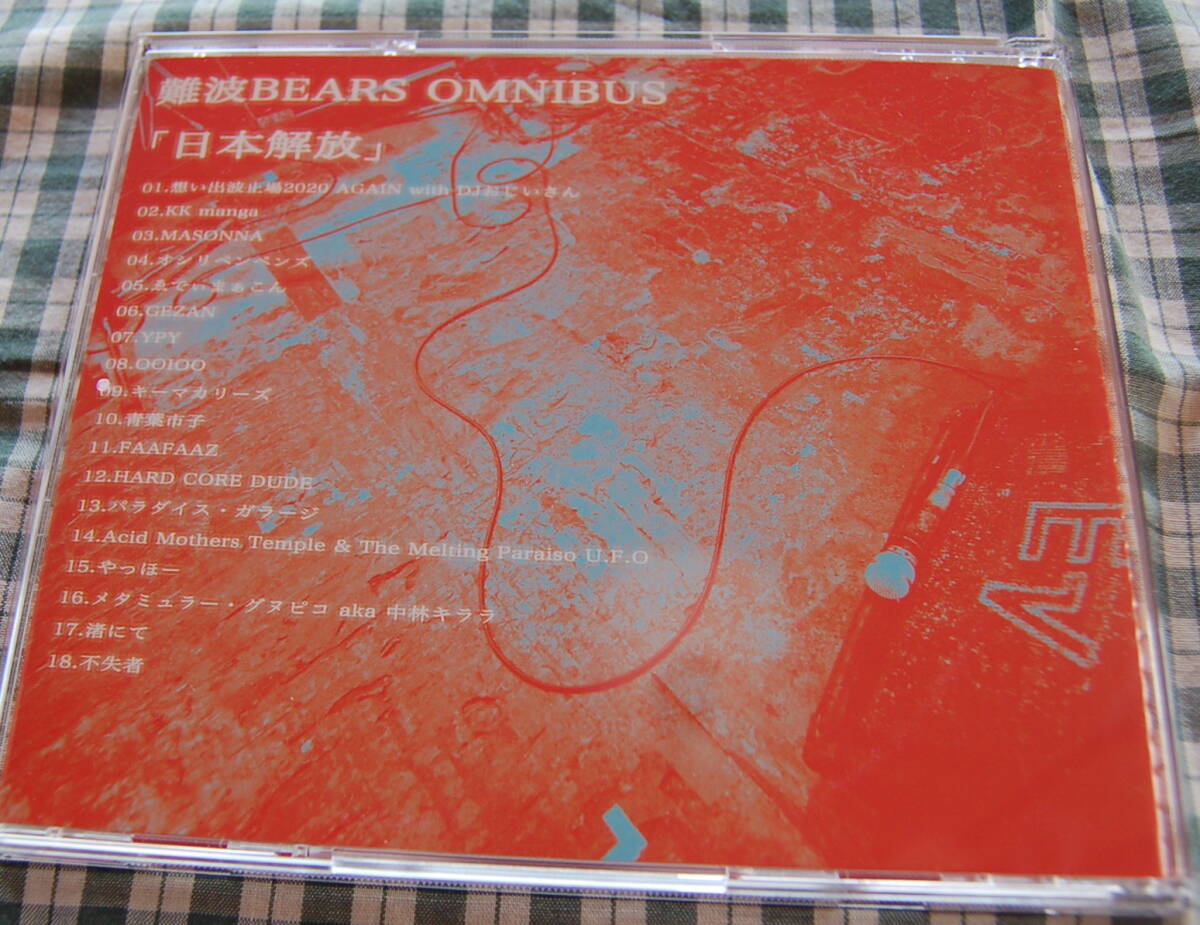 難波BEARS OMNIBUS
「日本解放」
01.想い出波止場2020 AGAIN with DJおじいさん
02.KK manga
03.MASONNA
04.オシリペンペンズ
05.ゑでぃまぁこん
06.GEZAN
07.YPY
08.OOIOO
09.キーマカリーズ
10.青葉市子
11.FAAFAAZ
12.HARD CORE DUDE
13.パラダイス・ガラージ
14.Acid Mothers Temple & The Melting Paraiso U.F.O
15.やっほー
16.メタミュラー・グヌピコ aka 中林キララ
17.渚にて
18.不失者